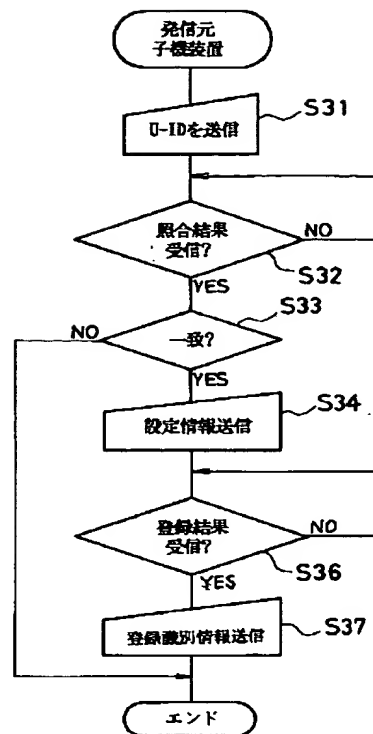 発信元
子機装置
U-IDを送信
S31
照合結果
受信?
NO
S32
YES
S33
NO
一致?
YES
S34
設定情報送信
登録結果
受信?
NO
S36
YES
登録識別情報送信
S37
エンド